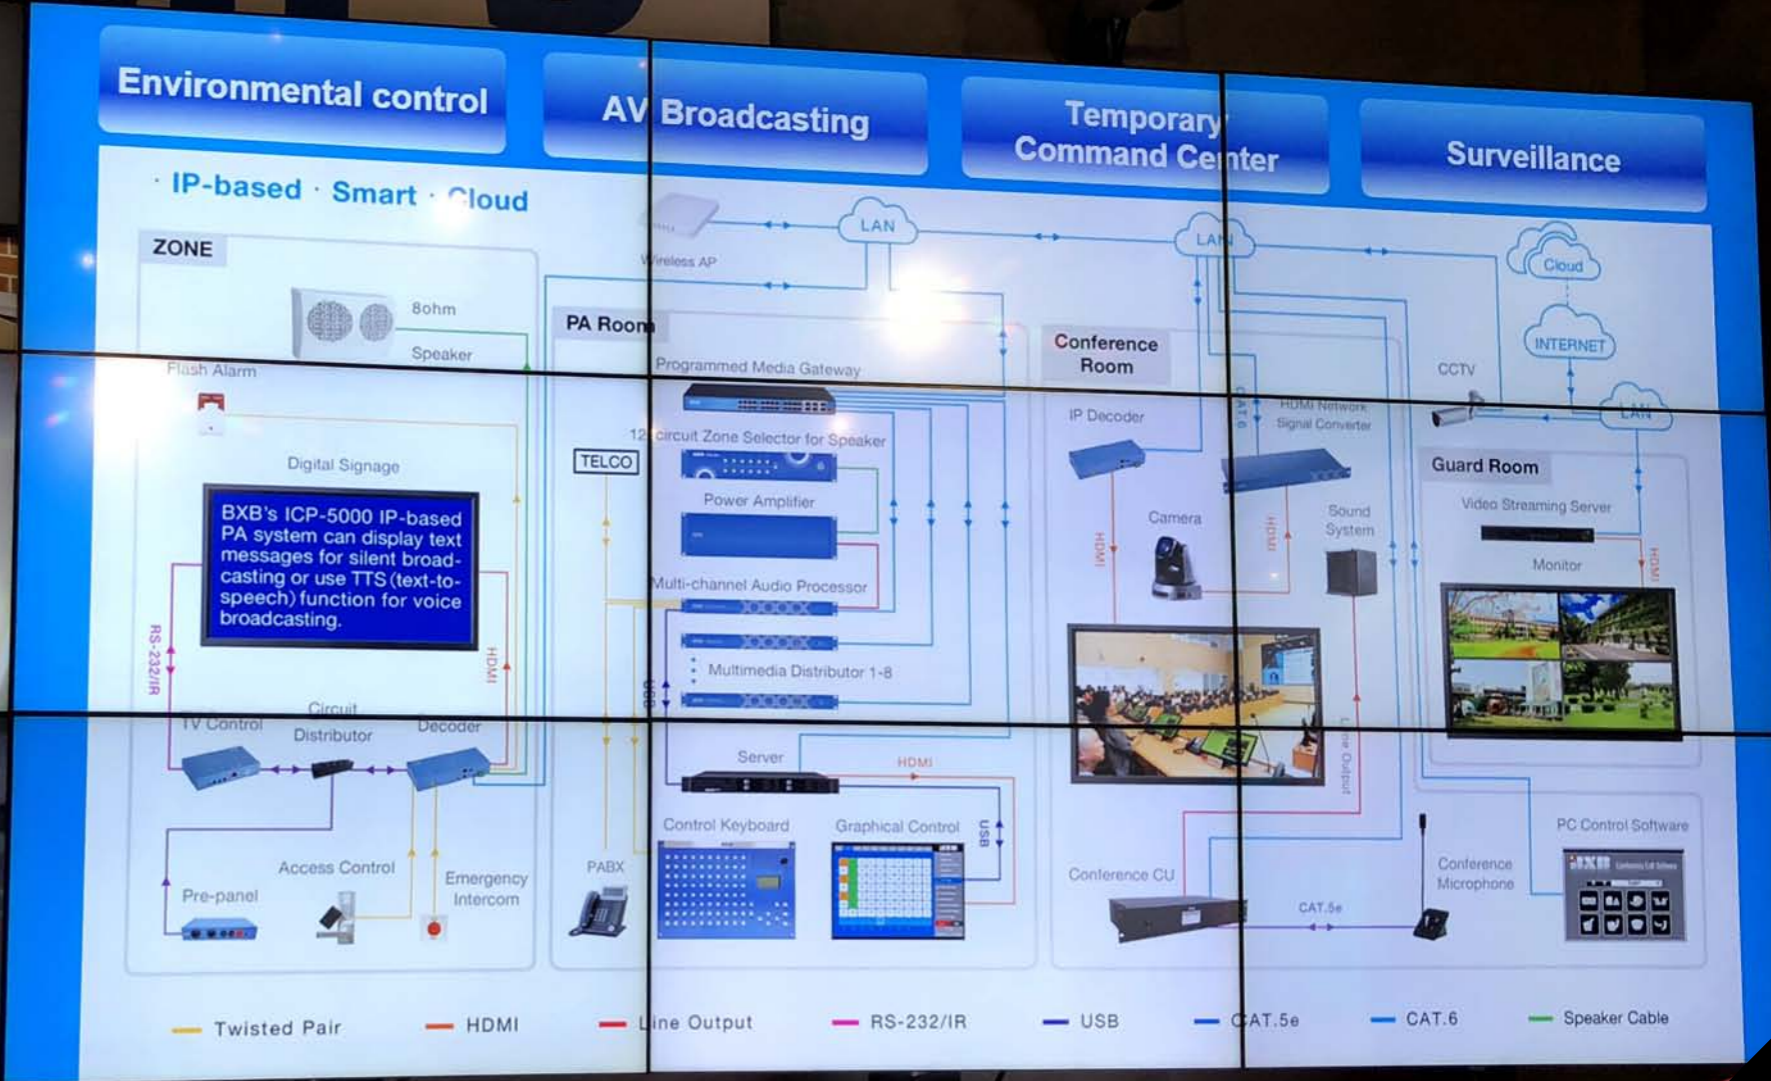 Environmental control
AV Broadcasting
Temporary
Command Center
Surveillance
· IP-based · Smart · Cloud
ZONE
8ohm
Speaker
Flash Alarm
Digital Signage
BXB's ICP-5000 IP-based
PA system can display text
messages for silent broad-
casting or use TTS (text-to-
speech) function for voice
broadcasting.
RS-232/IR
HDMI
TV Control
Circuit
Distributor
Decoder
Pre-panel
Access Control
Emergency
Intercom
Wireless AP
LAN
PA Room
Programmed Media Gateway
TELCO
12 circuit Zone Selector for Speaker
Power Amplifier
Multi-channel Audio Processor
Multimedia Distributor 1-8
USB
Server
HDMI
Control Keyboard
Graphical Control
USB
PABX
LAN
Conference
Room
IP Decoder
CAT.6
HDMI Network
Signal Converter
HDMI
Camera
HDMI
Sound
System
Line Output
Conference CU
CAT.5e
Conference
Microphone
Cloud
INTERNET
CCTV
LAN
Guard Room
Video Streaming Server
Monitor
HDMI
PC Control Software
BXB
Twisted Pair
HDMI
Line Output
RS-232/IR
USB
CAT.5e
CAT.6
Speaker Cable